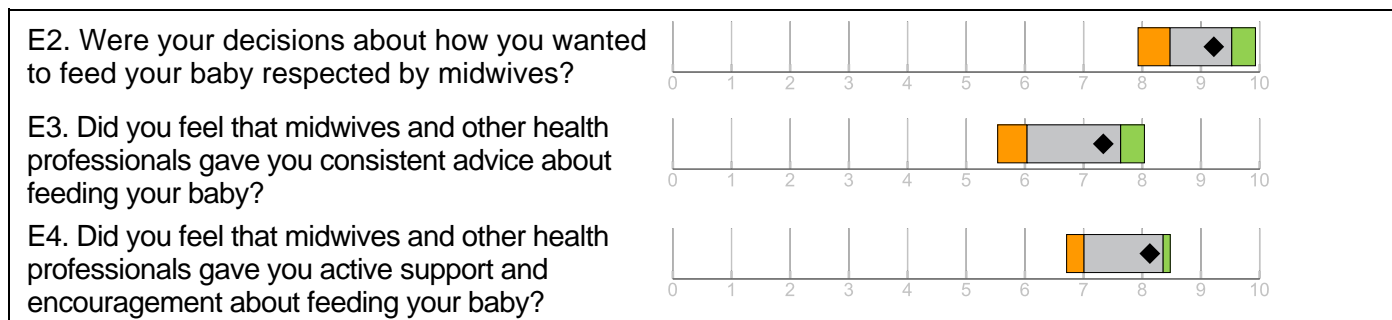 E2. Were your decisions about how you wanted
to feed your baby respected by midwives?
0 1 2 3 4 5 6 7 8 9 10
E3. Did you feel that midwives and other health
professionals gave you consistent advice about
feeding your baby?
0 1 2 3 4 5 6 7 8 9 10
E4. Did you feel that midwives and other health
professionals gave you active support and
encouragement about feeding your baby?
0 1 2 3 4 5 6 7 8 9 10